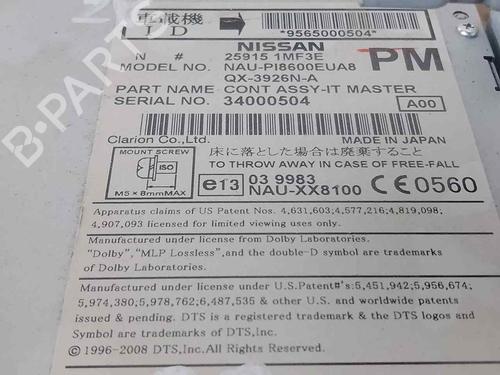 車載機
I D
*9565000504*
NISSAN
PM
N # 25915 1MF3E
MODEL NO. NAU-PI8600EUA8
QX-3926N-A
PART NAME CONT ASSY-IT MASTER
SERIAL NO. 34000504
A00
Clarion Co.,Ltd.
MADE IN JAPAN
MOUNT SCREW
ISO
M5×8mmMAX
床に落とした場合は廃棄すること
TO THROW AWAY IN CASE OF FREE-FALL
e13 03 9983
NAU-XX8100 CE0560
Apparatus claims of US Patent Nos. 4,631,603;4,577,216;4,819,098,
4,907,093 licensed for limited viewing uses only.
Manufactured under license from Dolby Laboratories.
"Dolby","MLP Lossless", and the double-D symbol are trademarks
of Dolby Laboratories.
Manufactured under license under U.S.Patent#'s:5,451,942;5,956,674;
5,974,380;5,978,762;6,487,535 & other U.S. and worldwide patents
issued & pending. DTS is a registered trademark and the DTS logos and
Symbol are trademarks of DTS,Inc.
©1996-2008 DTS,Inc. All Rights Reserved.